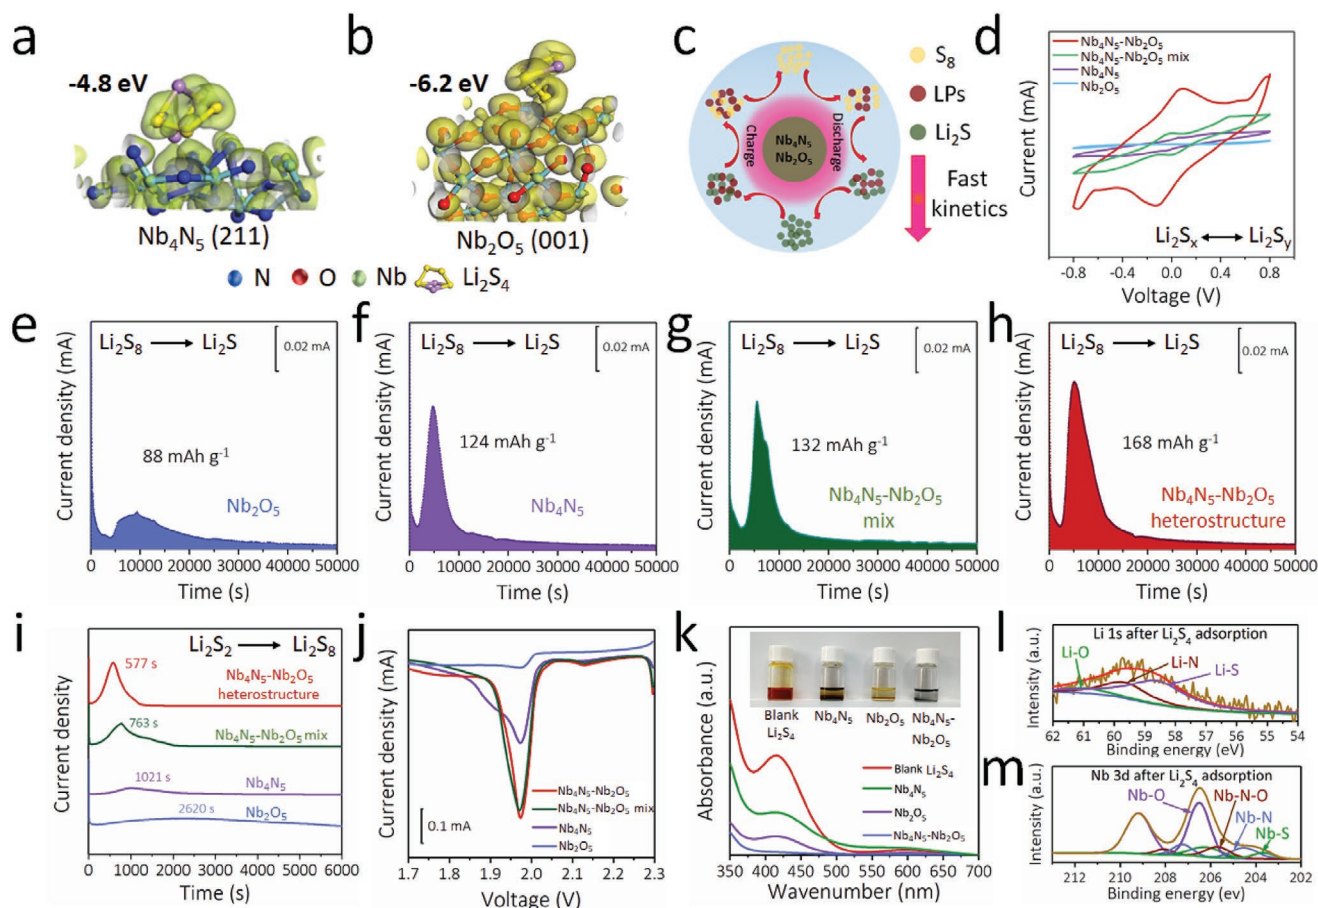 a
-4.8 eV
Nb₄N₅ (211)
b
-6.2 eV
Nb₂O₅ (001)
N
O
Nb
Li₂S₄
c
S₈
LPs
Li₂S
Charge
Discharge
Nb₄N₅
Nb₂O₅
Fast
kinetics
d
Nb₄N₅-Nb₂O₅
Nb₄N₅-Nb₂O₅ mix
Nb₄N₅
Nb₂O₅
Current (mA)
Li₂Sₓ ⟷ Li₂Sᵧ
-0.8 -0.4 0.0 0.4 0.8
Voltage (V)
e
Li₂S₈ → Li₂S
0.02 mA
88 mAh g⁻¹
Nb₂O₅
Current density (mA)
0 10000 20000 30000 40000 50000
Time (s)
f
Li₂S₈ → Li₂S
0.02 mA
124 mAh g⁻¹
Nb₄N₅
Current density (mA)
0 10000 20000 30000 40000 50000
Time (s)
g
Li₂S₈ → Li₂S
0.02 mA
132 mAh g⁻¹
Nb₄N₅-Nb₂O₅
mix
Current density (mA)
0 10000 20000 30000 40000 50000
Time (s)
h
Li₂S₈ → Li₂S
0.02 mA
168 mAh g⁻¹
Nb₄N₅-Nb₂O₅
heterostructure
Current density (mA)
0 10000 20000 30000 40000 50000
Time (s)
i
Li₂S₂ → Li₂S₈
577 s
Nb₄N₅-Nb₂O₅
heterostructure
763 s
Nb₄N₅-Nb₂O₅ mix
1021 s
Nb₄N₅
2620 s
Nb₂O₅
Current density
0 1000 2000 3000 4000 5000 6000
Time (s)
j
Current density (mA)
Nb₄N₅-Nb₂O₅
Nb₄N₅-Nb₂O₅ mix
Nb₄N₅
Nb₂O₅
0.1 mA
1.7 1.8 1.9 2.0 2.1 2.2 2.3
Voltage (V)
k
Absorbance (a.u.)
Blank
Li₂S₄
Nb₄N₅
Nb₂O₅
Nb₄N₅-
Nb₂O₅
Blank Li₂S₄
Nb₄N₅
Nb₂O₅
Nb₄N₅-Nb₂O₅
350 400 450 500 550 600 700
Wavenumber (nm)
l
Li 1s after Li₂S₄ adsorption
Li-O
Li-N
Li-S
Intensity (a.u.)
62 61 60 59 58 57 56 55 54
Binding energy (eV)
m
Nb 3d after Li₂S₄ adsorption
Nb-O
Nb-N-O
Nb-N
Nb-S
Intensity (a.u.)
212 210 208 206 204 202
Binding energy (ev)